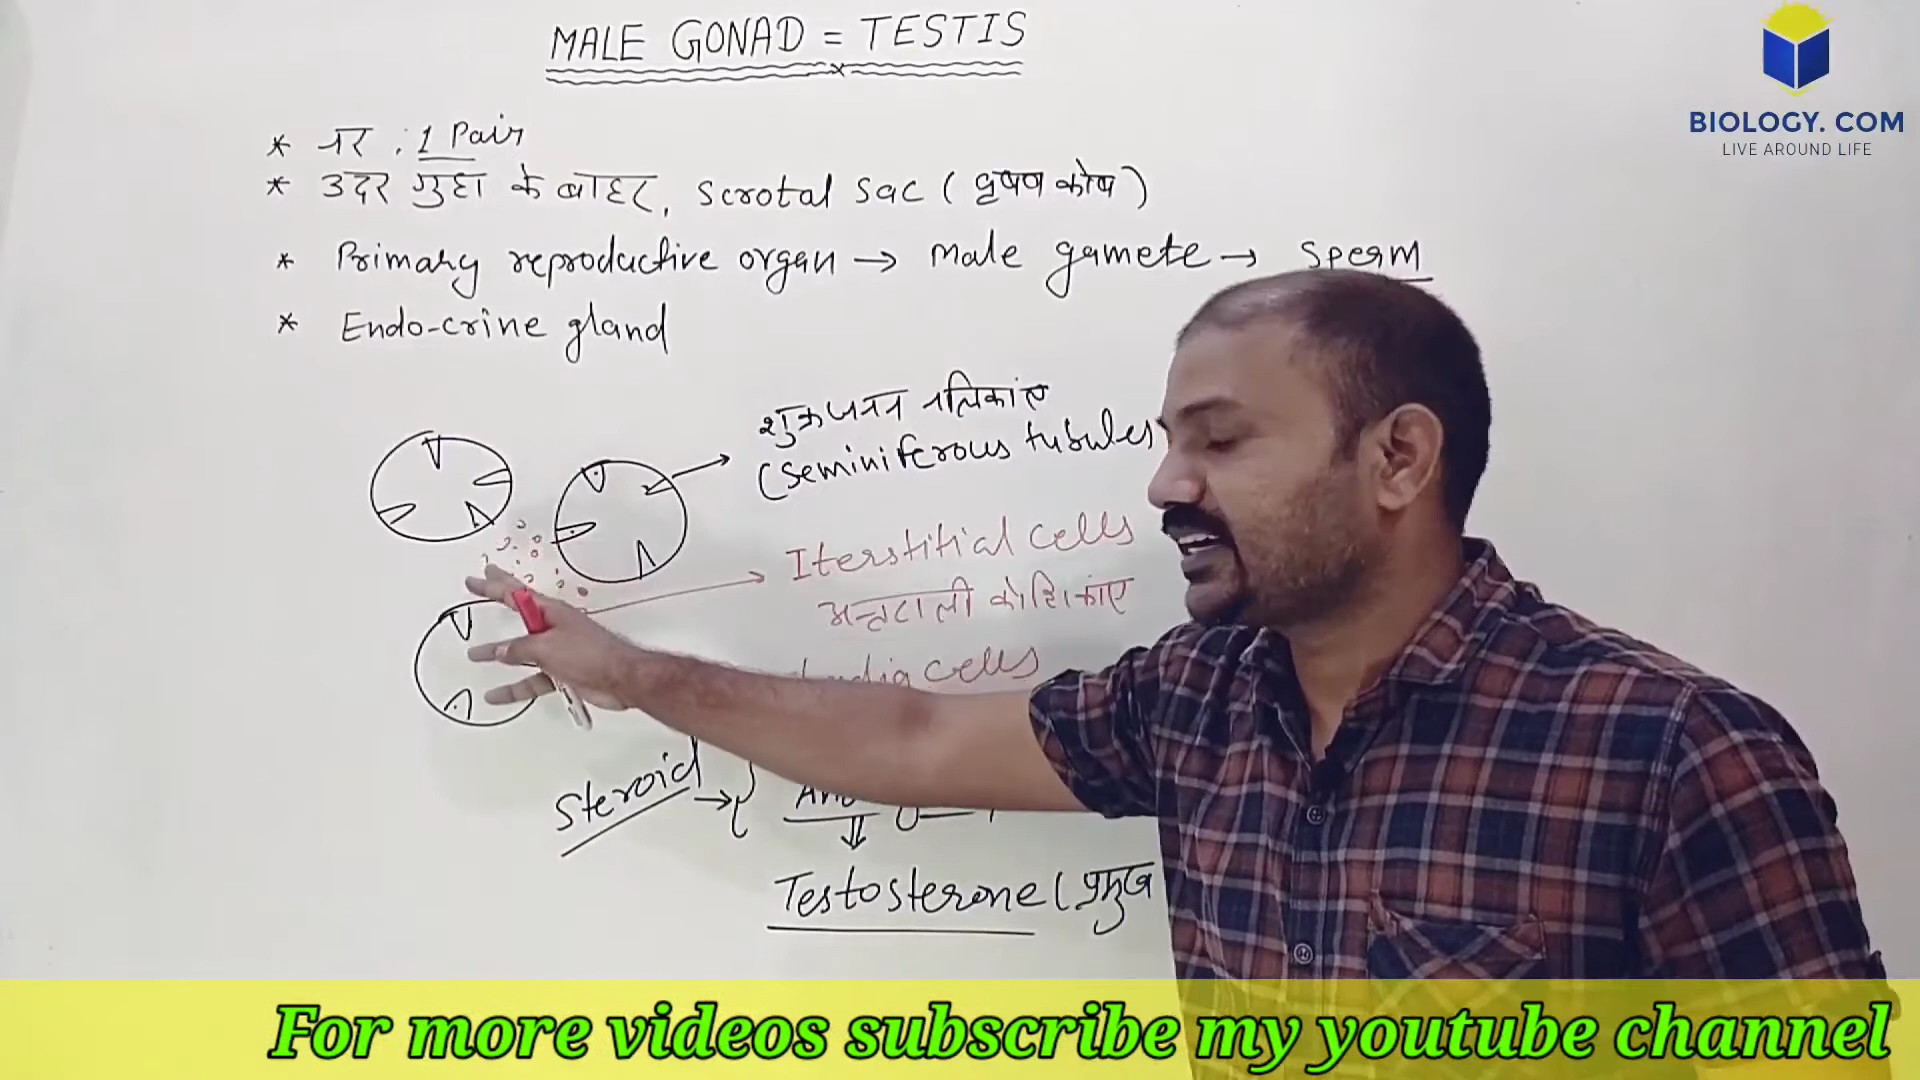 MALE GONAD = TESTIS
BIOLOGY. COM
LIVE AROUND LIFE
* नर : 1 Pair
* उदर गुहा के बाहर, Scrotal Sac ( वृषण कोष )
* Primary reproductive organ → Male gamete → Sperm
* Endo-crine gland
शुक्रजनन नलिकाएं
(Seminiferous tubules
Iterstitial cells
अन्तराली कोशिकाएं
cells
Steroid →
Testosterone (प्रमुख
For more videos subscribe my youtube channel